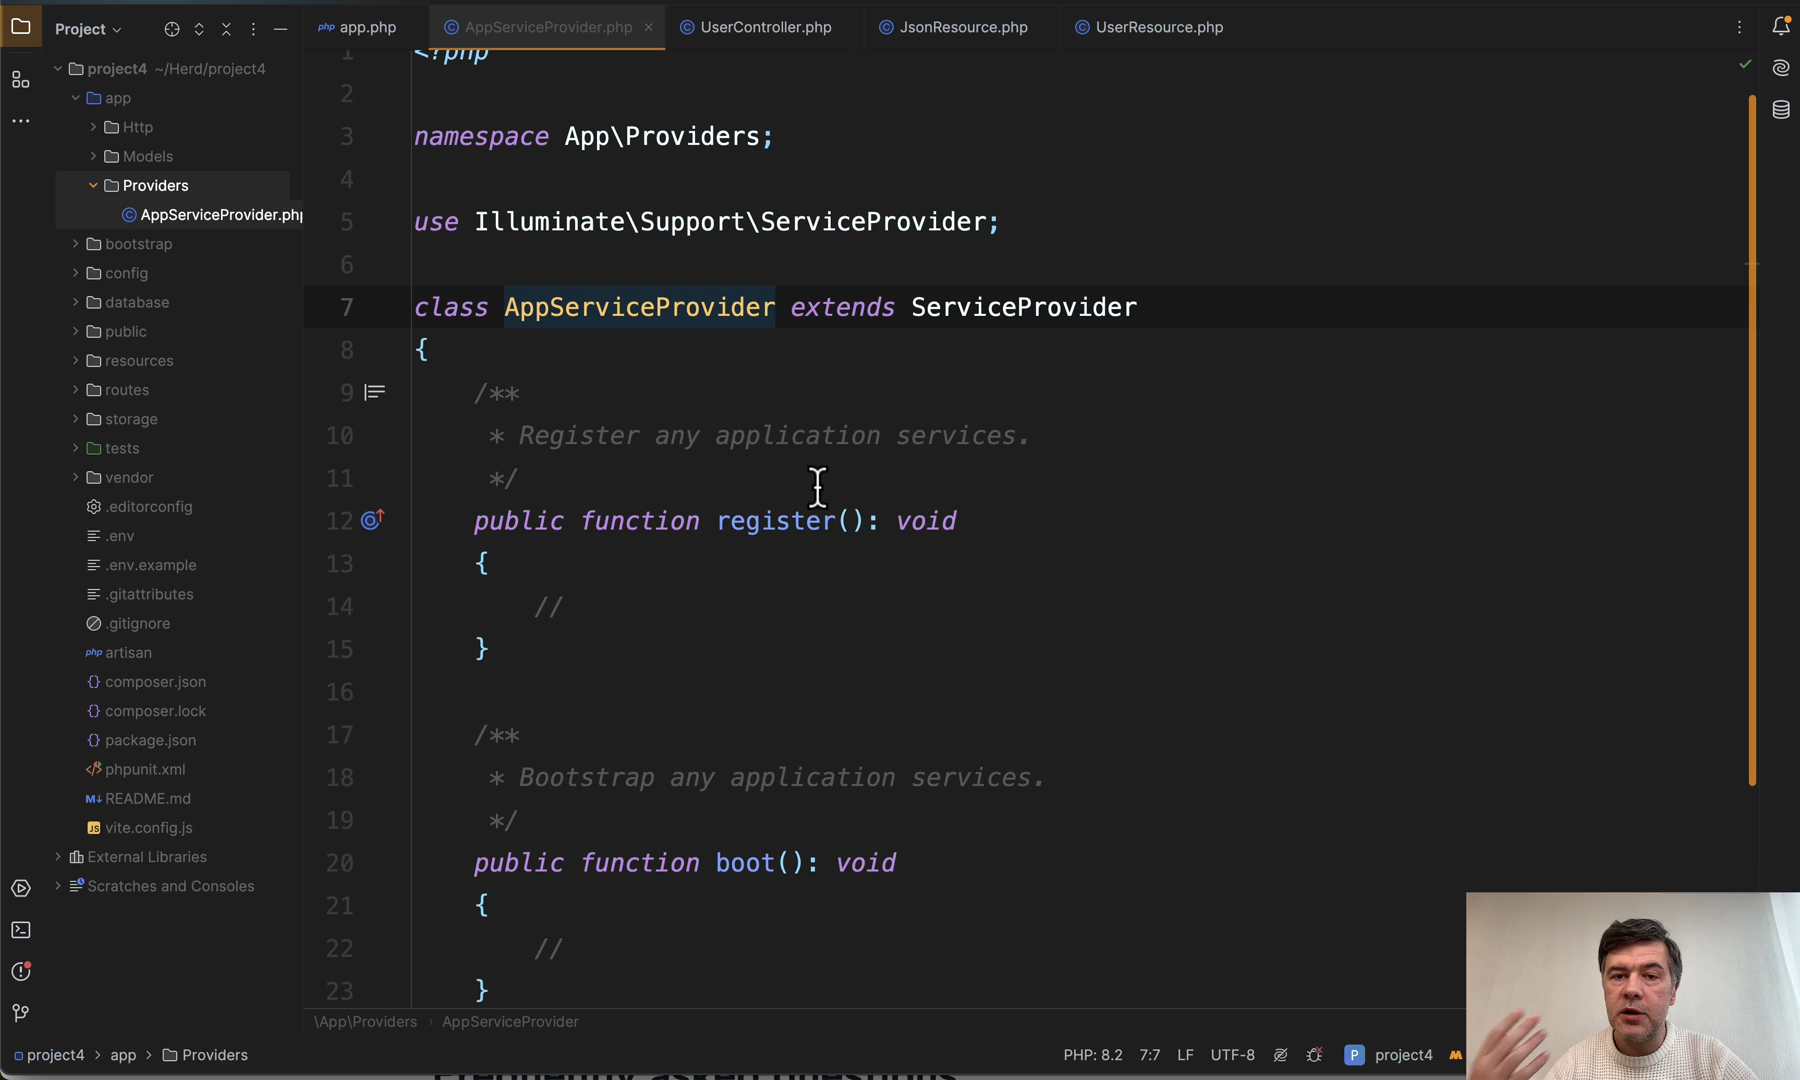 Project
app.php
AppServiceProvider.php
UserController.php
JsonResource.php
UserResource.php
project4 ~/Herd/project4
app
Http
Models
Providers
AppServiceProvider.php
bootstrap
config
database
public
resources
routes
storage
tests
vendor
.editorconfig
.env
.env.example
.gitattributes
.gitignore
php artisan
composer.json
composer.lock
package.json
phpunit.xml
README.md
vite.config.js
External Libraries
Scratches and Consoles
1 <?php
2
3 namespace App\Providers;
4
5 use Illuminate\Support\ServiceProvider;
6
7 class AppServiceProvider extends ServiceProvider
8 {
9 /**
10 * Register any application services.
11 */
12 public function register(): void
13 {
14 //
15 }
16
17 /**
18 * Bootstrap any application services.
19 */
20 public function boot(): void
21 {
22 //
23 }
\App\Providers › AppServiceProvider
project4 › app › Providers
PHP: 8.2 7:7 LF UTF-8 P project4
Frequently asked questions